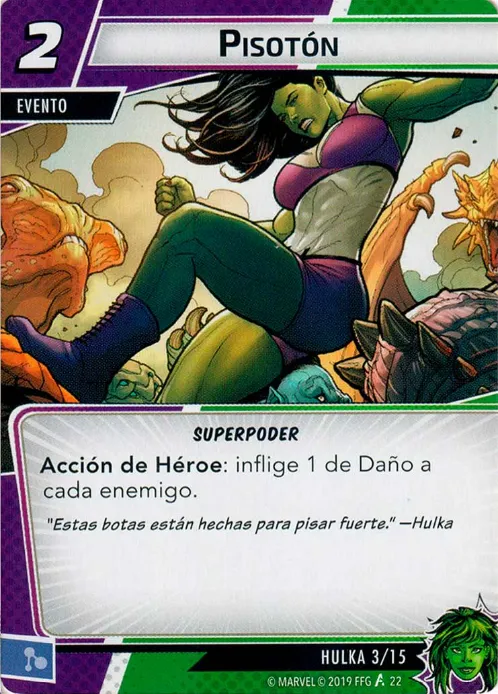 2
PISOTÓN
EVENTO
SUPERPODER
Acción de Héroe: inflige 1 de Daño a
cada enemigo.
"Estas botas están hechas para pisar fuerte." —Hulka
HULKA 3/15
© MARVEL © 2019 FFG 22